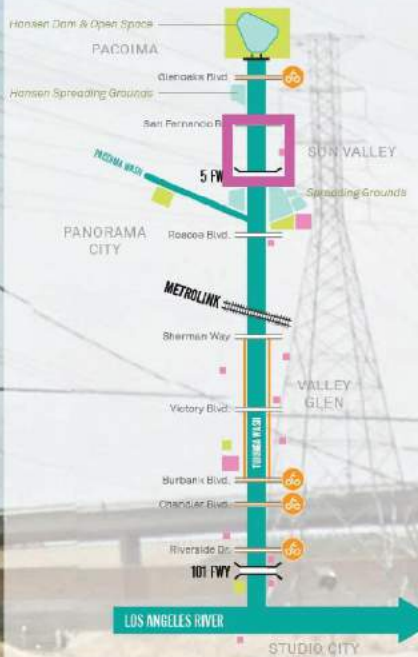 Hansen Dam & Open Space
PACOIMA
Glenoaks Blvd.
Hansen Spreading Grounds
San Fernando
SUN VALLEY
5
PACOIMA WASH
Spreading Grounds
PANORAMA
CITY
Roscoe Blvd.
METROLINK
Sherman Way
VALLEY
GLEN
Victory Blvd.
TUJUNGA WASH
Burbank Blvd.
Chandler Blvd.
Riverside Dr.
101 FWY
LOS ANGELES RIVER
STUDIO CITY